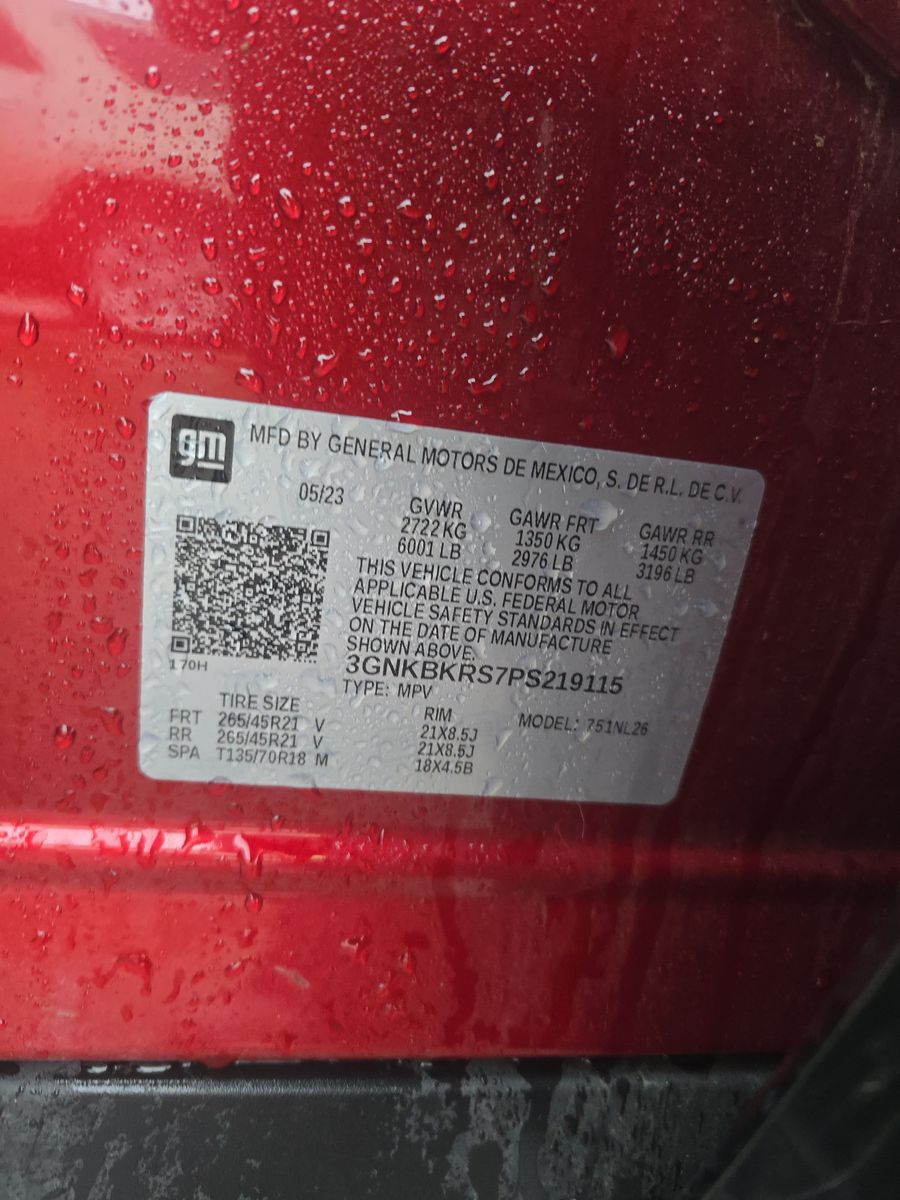 gm MFD BY GENERAL MOTORS DE MEXICO, S. DE R.L. DE C.V.
05/23
GVWR GAWR FRT GAWR RR
2722 KG 1350 KG 1450 KG
6001 LB 2976 LB 3196 LB
THIS VEHICLE CONFORMS TO ALL
APPLICABLE U.S. FEDERAL MOTOR
VEHICLE SAFETY STANDARDS IN EFFECT
ON THE DATE OF MANUFACTURE
SHOWN ABOVE.
170H
3GNKBKRS7PS219115
TYPE: MPV
TIRE SIZE RIM MODEL: 751NL26
FRT 265/45R21 V 21X8.5J
RR 265/45R21 V 21X8.5J
SPA T135/70R18 M 18X4.5B